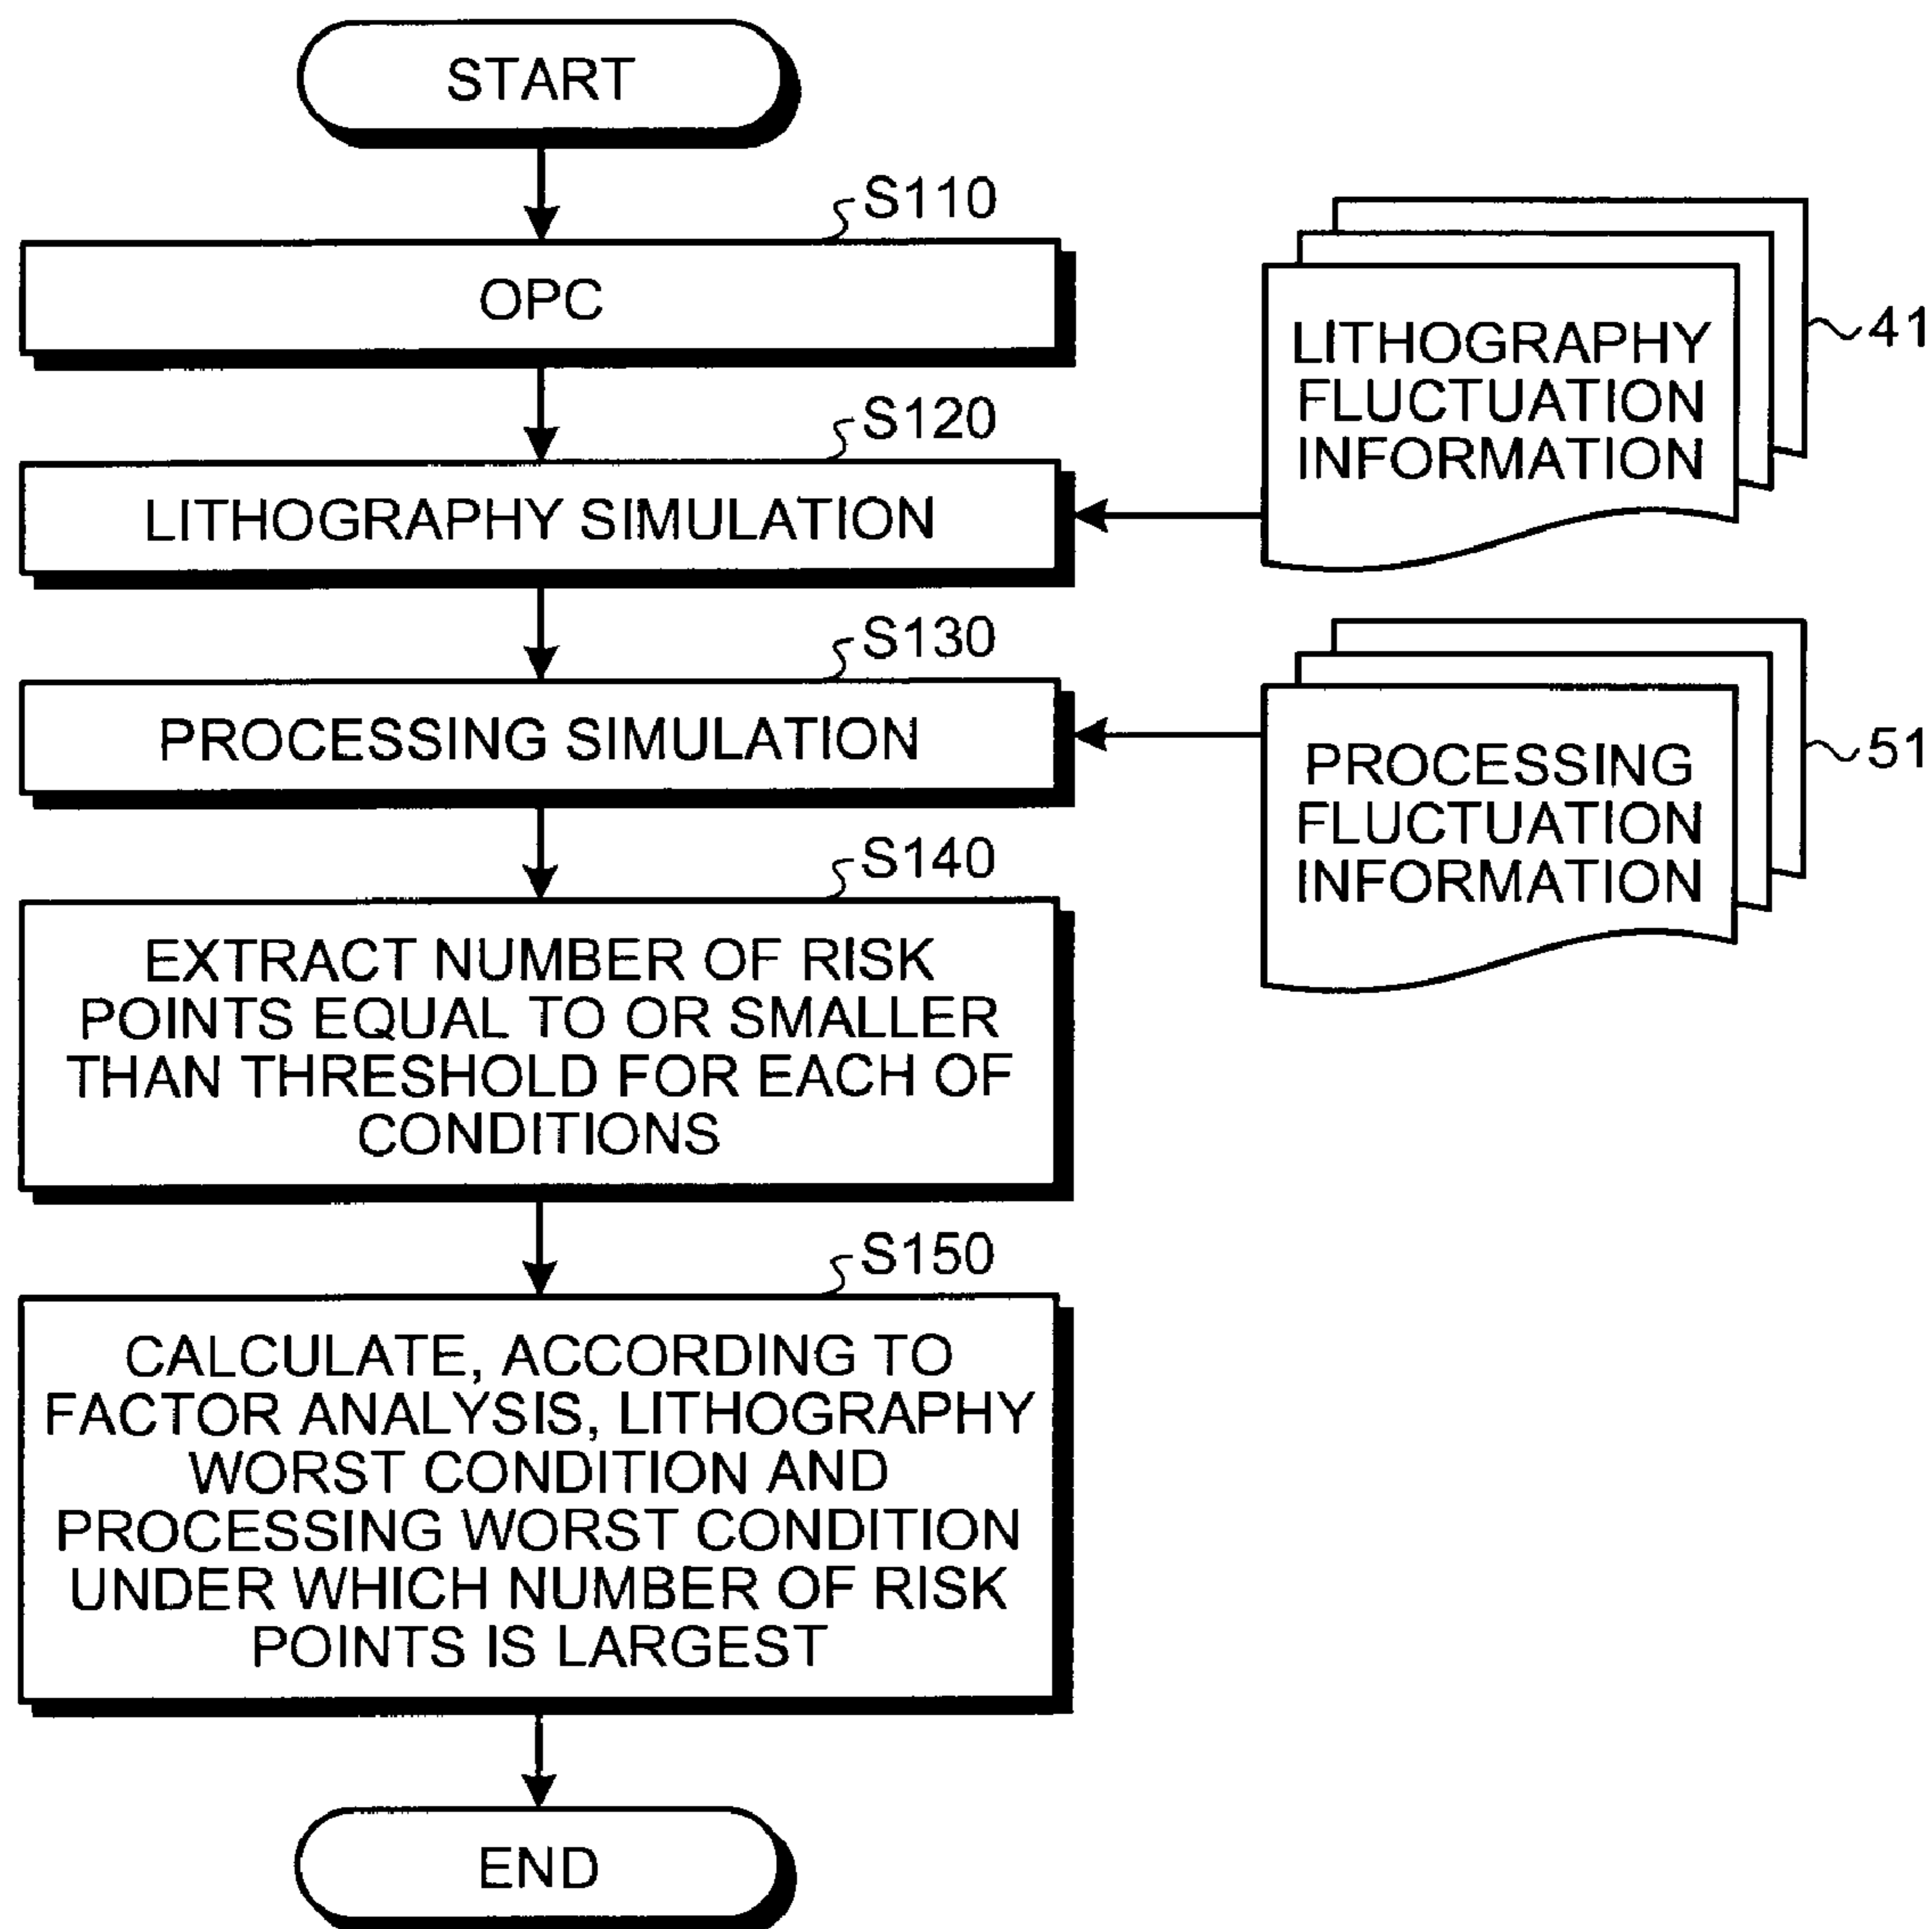 START
S110
OPC
S120
LITHOGRAPHY SIMULATION
LITHOGRAPHY
FLUCTUATION
INFORMATION
41
S130
PROCESSING SIMULATION
PROCESSING
FLUCTUATION
INFORMATION
51
S140
EXTRACT NUMBER OF RISK
POINTS EQUAL TO OR SMALLER
THAN THRESHOLD FOR EACH OF
CONDITIONS
S150
CALCULATE, ACCORDING TO
FACTOR ANALYSIS, LITHOGRAPHY
WORST CONDITION AND
PROCESSING WORST CONDITION
UNDER WHICH NUMBER OF RISK
POINTS IS LARGEST
END